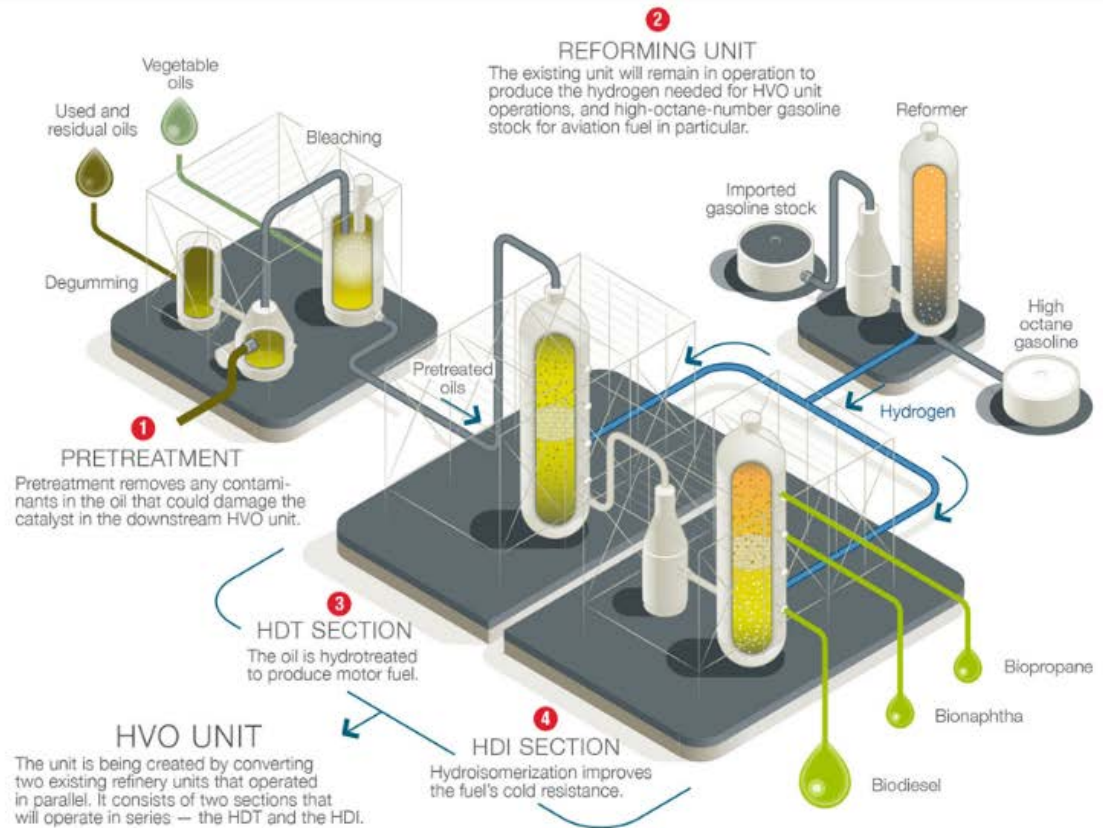 2
REFORMING UNIT
The existing unit will remain in operation to
produce the hydrogen needed for HVO unit
operations, and high-octane-number gasoline
stock for aviation fuel in particular.
Vegetable
oils
Used and
residual oils
Bleaching
Degumming
Reformer
Imported
gasoline stock
High
octane
gasoline
Hydrogen
Pretreated
oils
1
PRETREATMENT
Pretreatment removes any contami-
nants in the oil that could damage the
catalyst in the downstream HVO unit.
3
HDT SECTION
The oil is hydrotreated
to produce motor fuel.
4
HDI SECTION
Hydroisomerization improves
the fuel's cold resistance.
HVO UNIT
The unit is being created by converting
two existing refinery units that operated
in parallel. It consists of two sections that
will operate in series — the HDT and the HDI.
Biopropane
Bionaphtha
Biodiesel